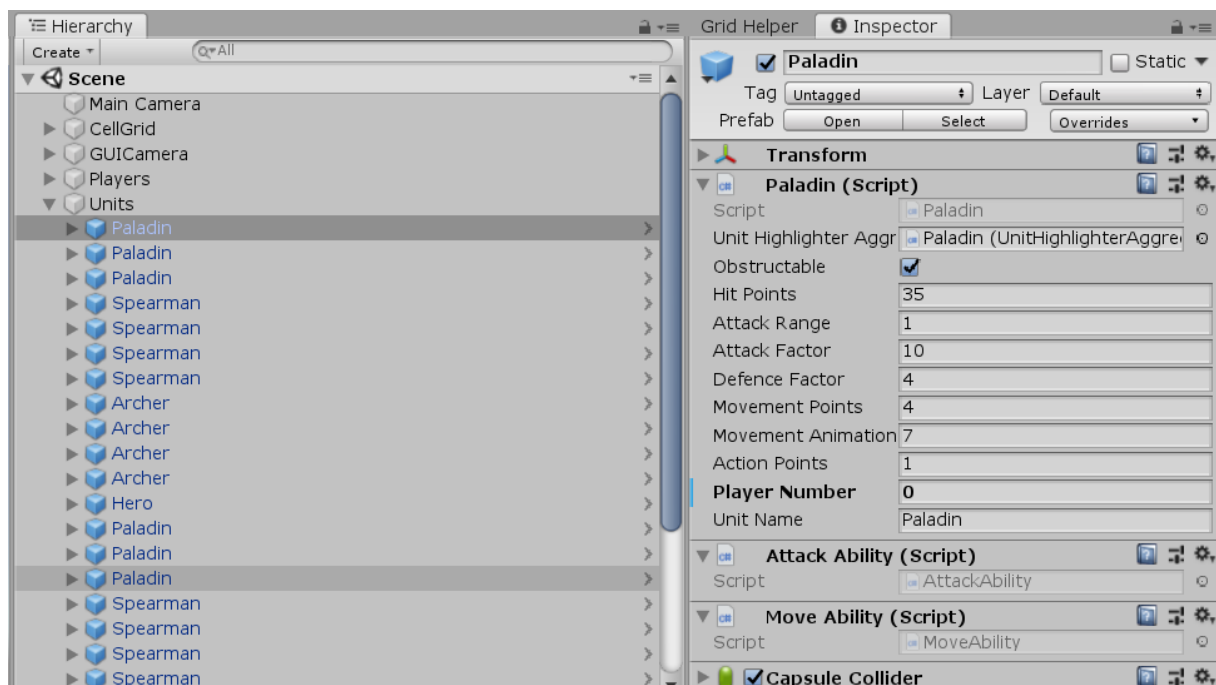 Hierarchy
Create
All
Scene
Main Camera
CellGrid
GUICamera
Players
Units
Paladin
Paladin
Paladin
Spearman
Spearman
Spearman
Spearman
Archer
Archer
Archer
Archer
Hero
Paladin
Paladin
Paladin
Spearman
Spearman
Spearman
Spearman
Grid Helper Inspector
Paladin Static
Tag Untagged Layer Default
Prefab Open Select Overrides
Transform
Paladin (Script)
Script Paladin
Unit Highlighter Aggr Paladin (UnitHighlighterAggre
Obstructable
Hit Points 35
Attack Range 1
Attack Factor 10
Defence Factor 4
Movement Points 4
Movement Animation 7
Action Points 1
Player Number 0
Unit Name Paladin
Attack Ability (Script)
Script AttackAbility
Move Ability (Script)
Script MoveAbility
Capsule Collider